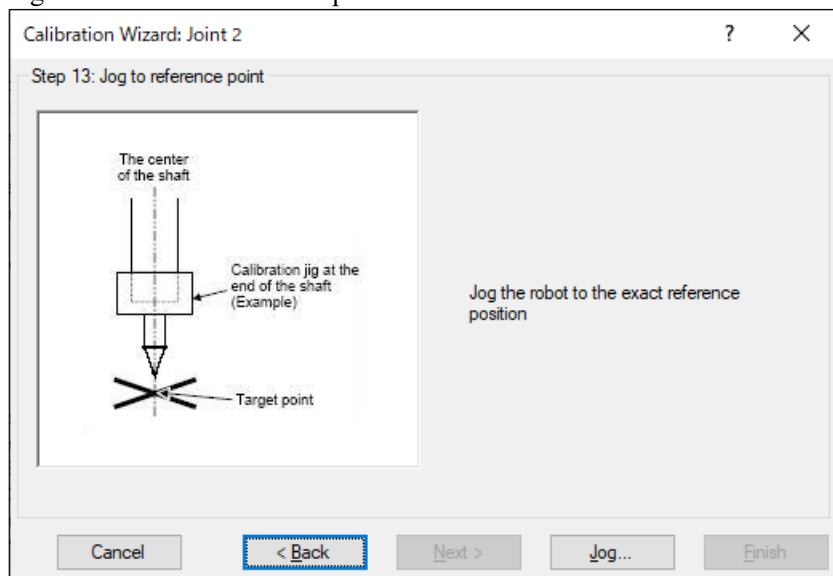 Calibration Wizard: Joint 2
?
Step 13: Jog to reference point
The center
of the shaft
Calibration jig at the
end of the shaft
(Example)
Target point
Jog the robot to the exact reference
position
Cancel
< Back
Next >
Jog...
Finish